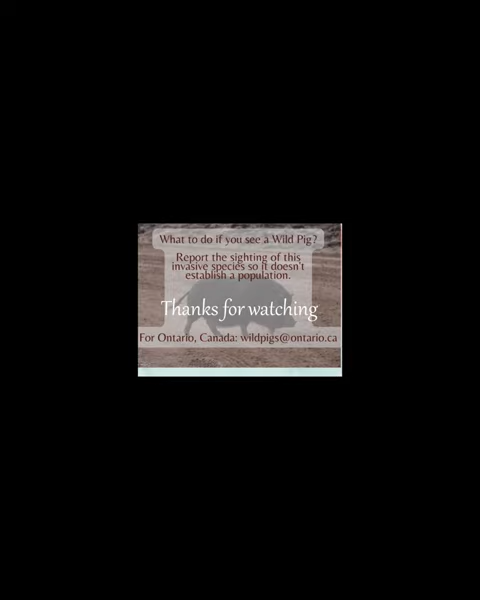 What to do if you see a Wild Pig?
Report the sighting of this
invasive species so it doesn't
establish a population.
Thanks for watching
For Ontario, Canada: wildpigs@ontario.ca